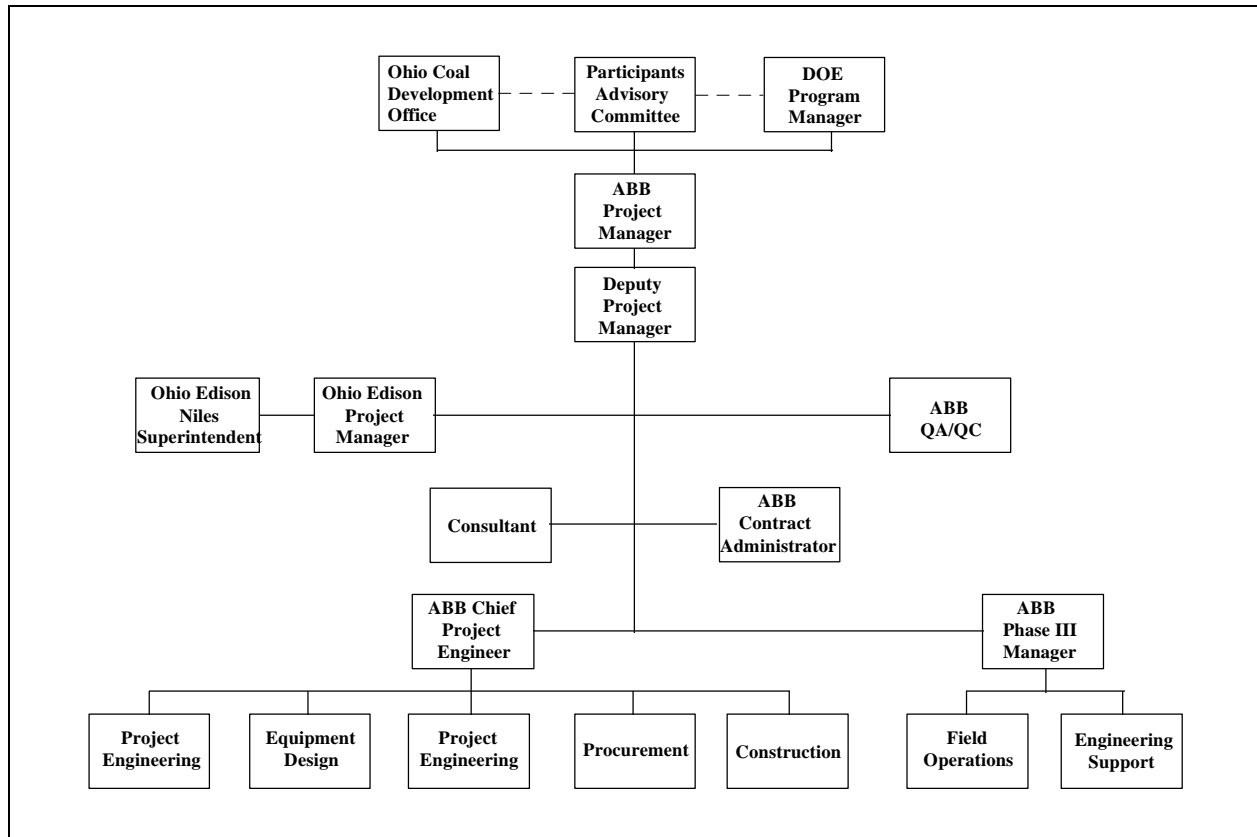 Ohio Coal
Development
Office
Participants
Advisory
Committee
DOE
Program
Manager
ABB
Project
Manager
Deputy
Project
Manager
Ohio Edison
Niles
Superintendent
Ohio Edison
Project
Manager
ABB
QA/QC
Consultant
ABB
Contract
Administrator
ABB Chief
Project
Engineer
ABB
Phase III
Manager
Project
Engineering
Equipment
Design
Project
Engineering
Procurement
Construction
Field
Operations
Engineering
Support